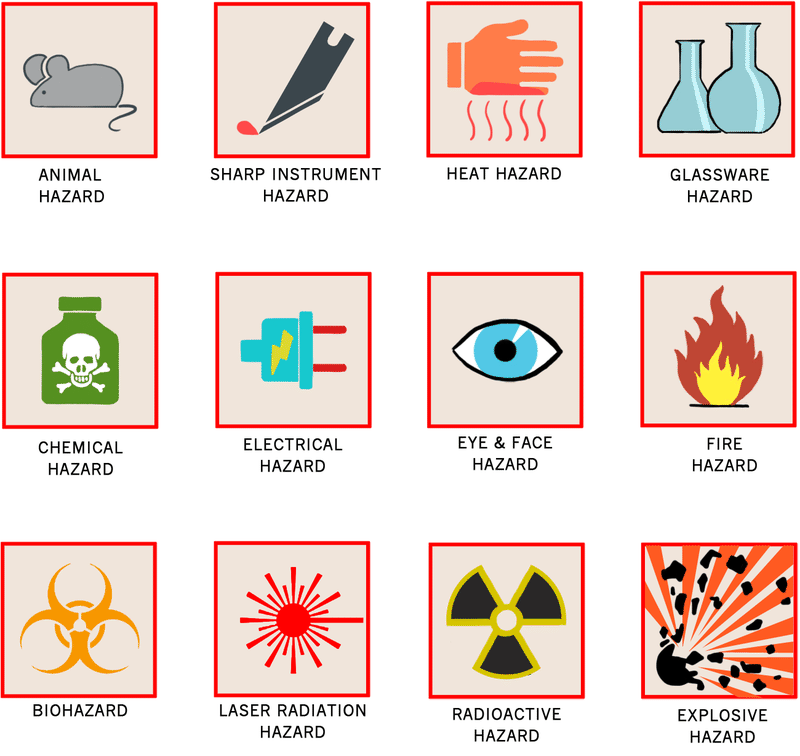 ANIMAL
HAZARD
SHARP INSTRUMENT
HAZARD
HEAT HAZARD
GLASSWARE
HAZARD
CHEMICAL
HAZARD
ELECTRICAL
HAZARD
EYE & FACE
HAZARD
FIRE
HAZARD
BIOHAZARD
LASER RADIATION
HAZARD
RADIOACTIVE
HAZARD
EXPLOSIVE
HAZARD